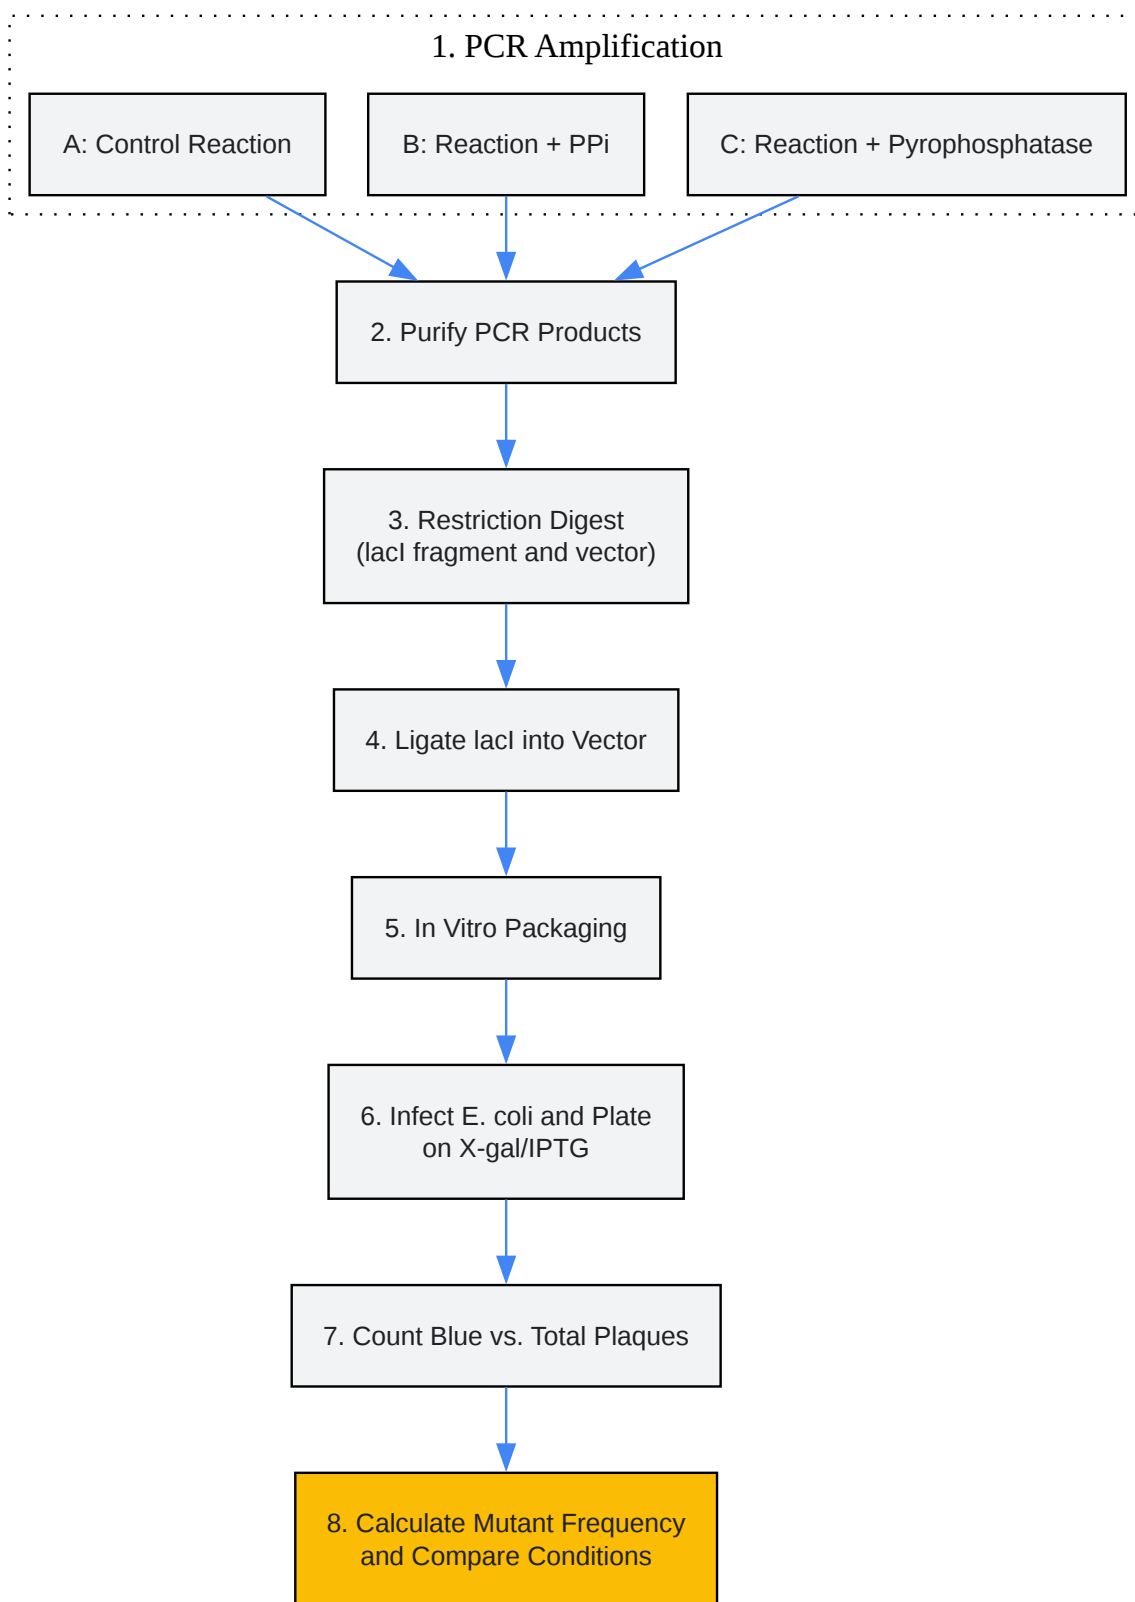 1. PCR Amplification
A: Control Reaction
B: Reaction + PPi
C: Reaction + Pyrophosphatase
2. Purify PCR Products
3. Restriction Digest
(lacI fragment and vector)
4. Ligate lacI into Vector
5. In Vitro Packaging
6. Infect E. coli and Plate
on X-gal/IPTG
7. Count Blue vs. Total Plaques
8. Calculate Mutant Frequency
and Compare Conditions